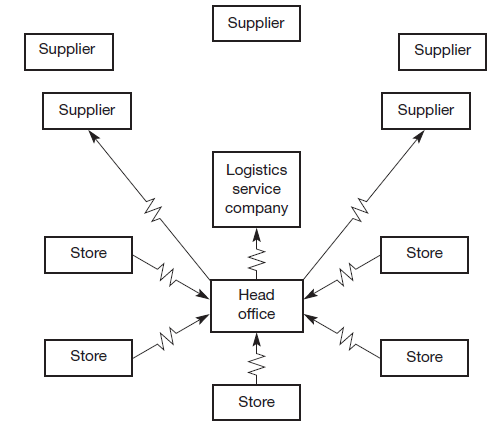 Supplier
Supplier
Supplier
Supplier
Supplier
Logistics
service
company
Store
Store
Head
office
Store
Store
Store